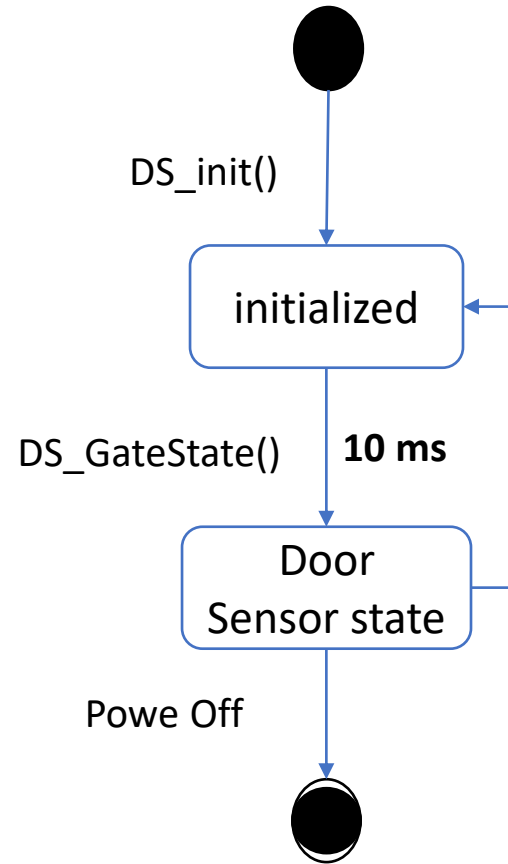 DS_init()
initialized
DS_GateState()
10 ms
Door
Sensor state
Powe Off